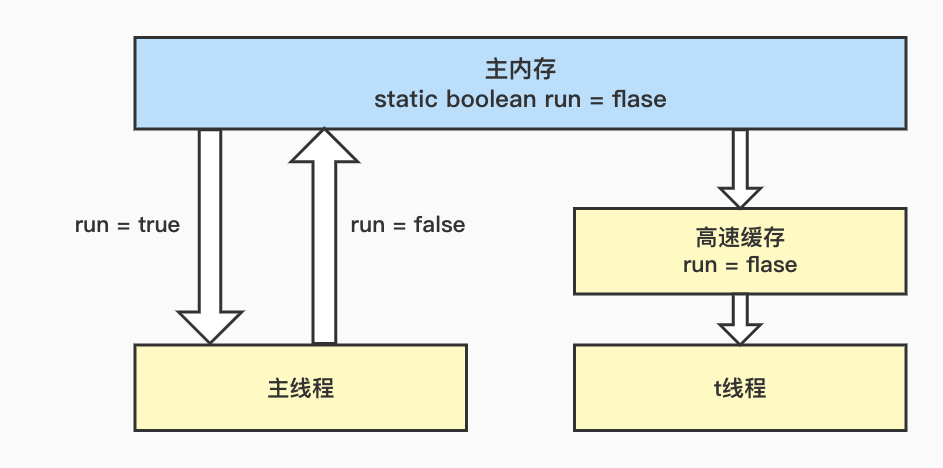 主内存
static boolean run = flase
run = true
run = false
高速缓存
run = flase
主线程
t线程